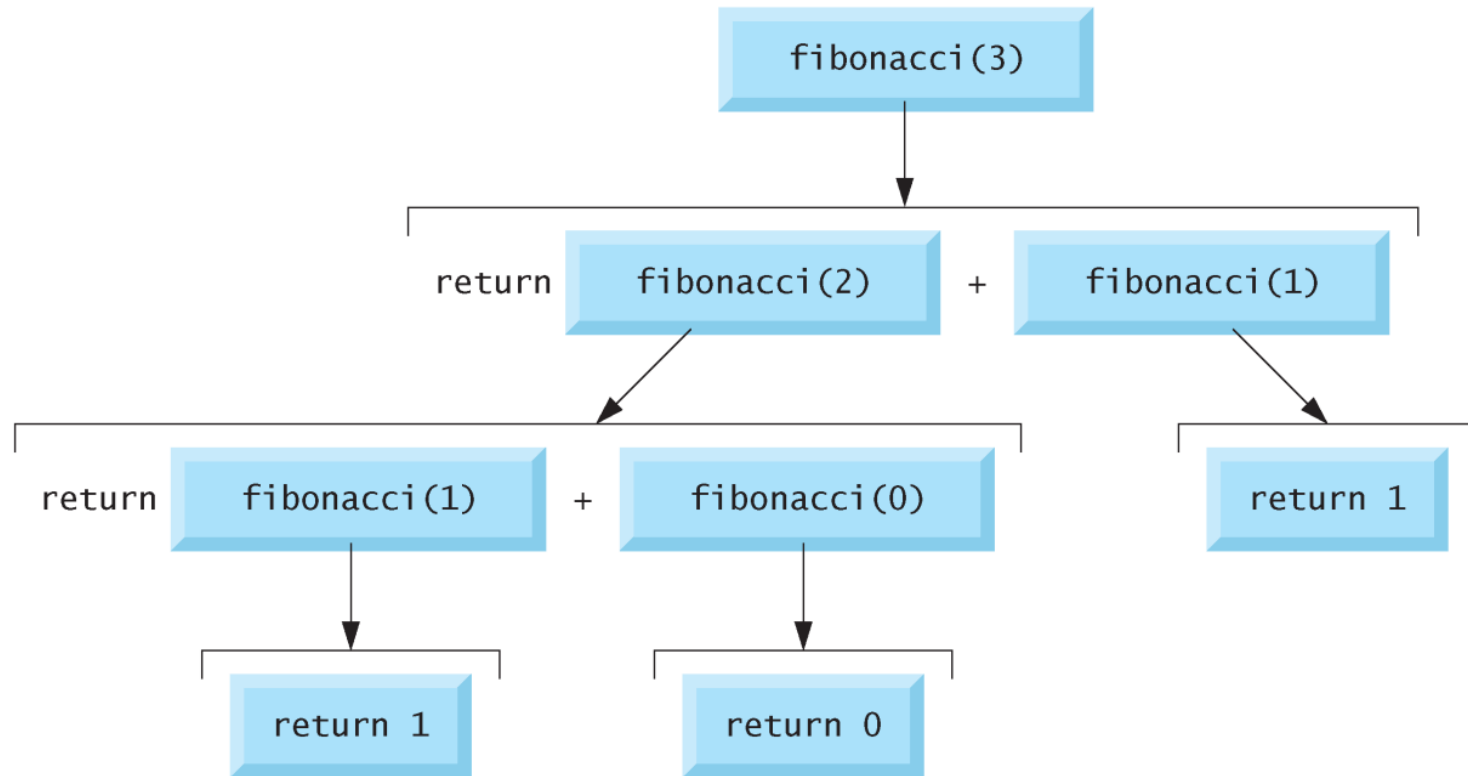 fibonacci(3)
return fibonacci(2) + fibonacci(1)
return fibonacci(1) + fibonacci(0) return 1
return 1 return 0